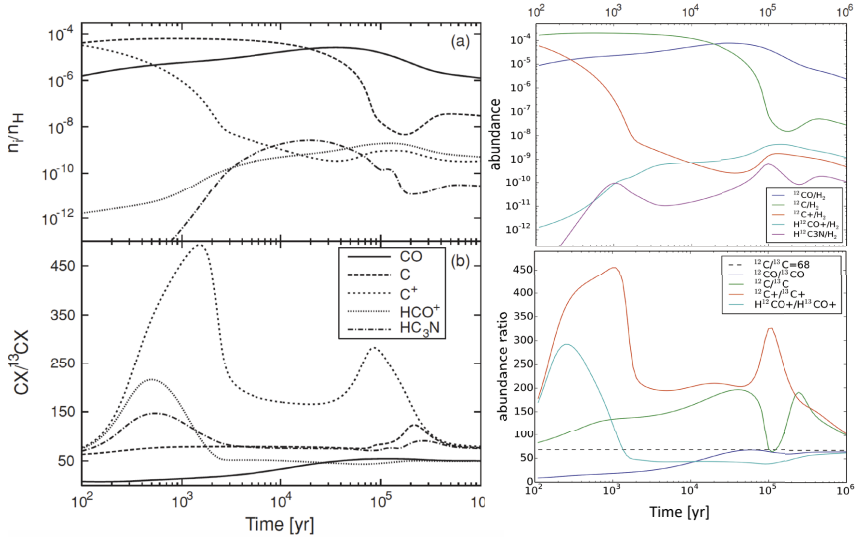 (a)
n_i/n_H
10^-4
10^-6
10^-8
10^-10
10^-12
(b)
CX/^13CX
450
350
250
150
50
CO
C
C^+
HCO^+
HC_3N
10^2 10^3 10^4 10^5 10^6
Time [yr]
10^2 10^3 10^4 10^5 10^6
abundance
10^-4
10^-5
10^-6
10^-7
10^-8
10^-9
10^-10
10^-11
10^-12
^12CO/H_2
^12C/H_2
^12C+/H_2
H^12CO+/H_2
H^12C3N/H_2
abundance ratio
450
400
350
300
250
200
150
100
50
0
^12C/^13C=68
^12CO/^13CO
^12C/^13C
^12C+/^13C+
H^12CO+/H^13CO+
10^2 10^3 10^4 10^5 10^6
Time [yr]